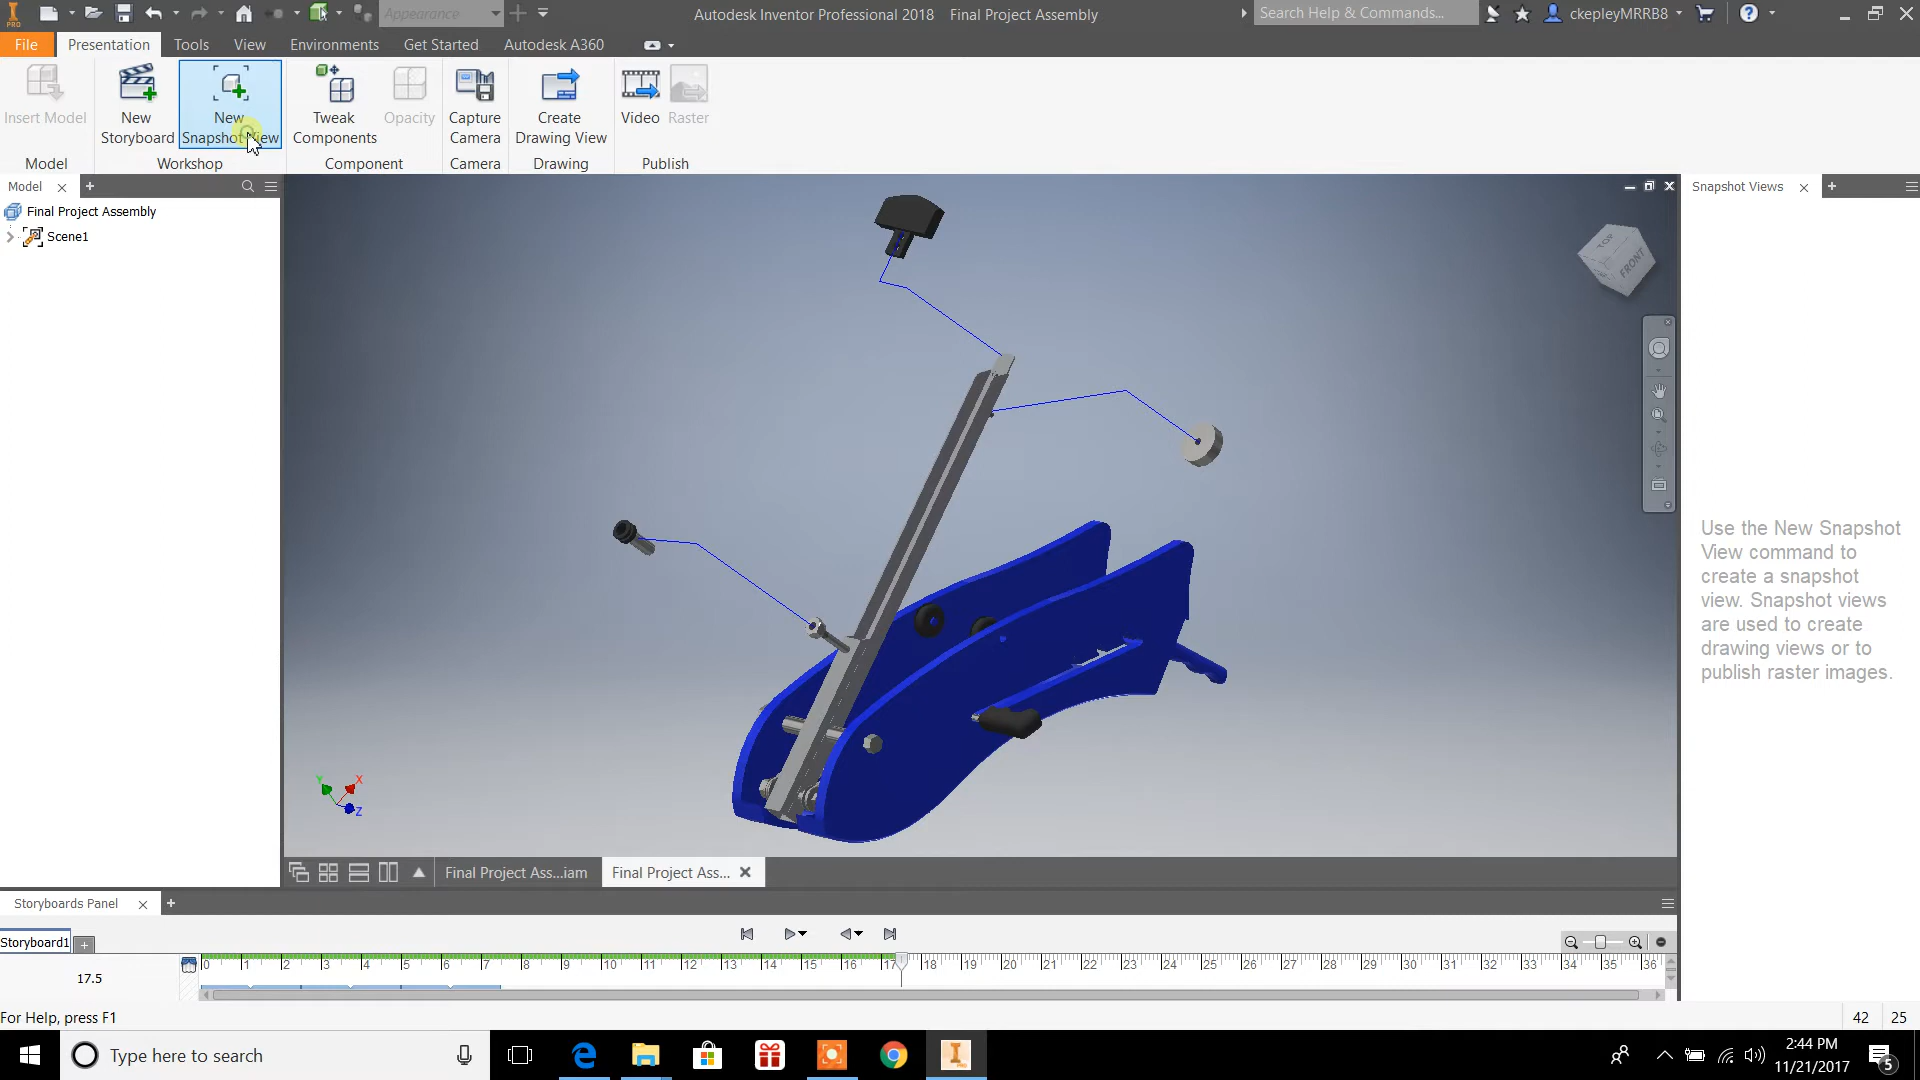 PRO
Appearance
Autodesk Inventor Professional 2018 Final Project Assembly
Search Help & Commands...
ckepleyMRRB8
File Presentation Tools View Environments Get Started Autodesk A360
Insert Model
New Storyboard
New Snapshot View
Tweak Components
Opacity
Capture Camera
Create Drawing View
Video
Raster
Model Workshop Component Camera Drawing Publish
Model
Snapshot Views
Final Project Assembly
Scene1
TOP
FRONT
Use the New Snapshot
View command to
create a snapshot
view. Snapshot views
are used to create
drawing views or to
publish raster images.
Y X
Z
Final Project Ass...iam
Final Project Ass...
Storyboards Panel
Storyboard1
0 1 2 3 4 5 6 7 8 9 10 11 12 13 14 15 16 17 18 19 20 21 22 23 24 25 26 27 28 29 30 31 32 33 34 35 36
17.5
For Help, press F1
42 25
Type here to search
2:44 PM
11/21/2017
5